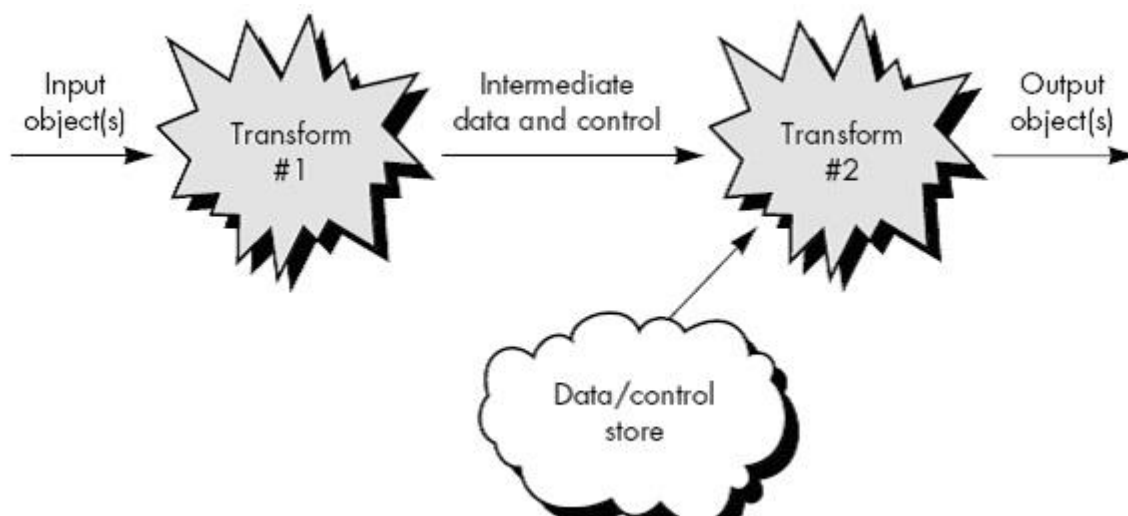 Input
object(s)
Transform
#1
Intermediate
data and control
Transform
#2
Output
object(s)
Data/control
store